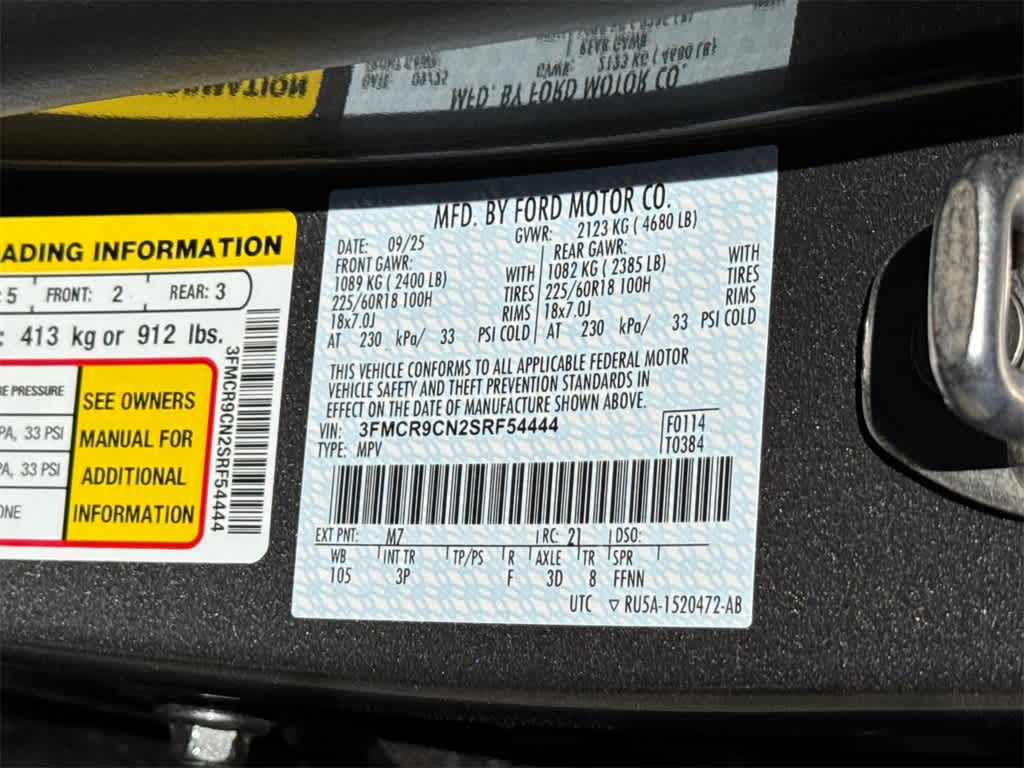 MFD. BY FORD MOTOR CO.
DATE: 09/25 GVWR: 2123 KG ( 4680 LB)
FRONT GAWR: REAR GAWR:
1089 KG ( 2400 LB) WITH 1082 KG ( 2385 LB) WITH
225/60R18 100H TIRES 225/60R18 100H TIRES
18x7.0J RIMS 18x7.0J RIMS
AT 230 kPa/ 33 PSI COLD AT 230 kPa/ 33 PSI COLD
THIS VEHICLE CONFORMS TO ALL APPLICABLE FEDERAL MOTOR
VEHICLE SAFETY AND THEFT PREVENTION STANDARDS IN
EFFECT ON THE DATE OF MANUFACTURE SHOWN ABOVE.
VIN: 3FMCR9CN2SRF54444 F0114
TYPE: MPV T0384
EXT PNT: M7 RC: 21 DSO:
WB INT TR TP/PS R AXLE TR SPR
105 3P F 3D 8 FFNN
UTC ▽ RU5A-1520472-AB
ADING INFORMATION
: 5 FRONT: 2 REAR: 3
: 413 kg or 912 lbs.
3FMCR9CN2SRF54444
RE PRESSURE
PA, 33 PSI
PA, 33 PSI
ONE
SEE OWNERS
MANUAL FOR
ADDITIONAL
INFORMATION